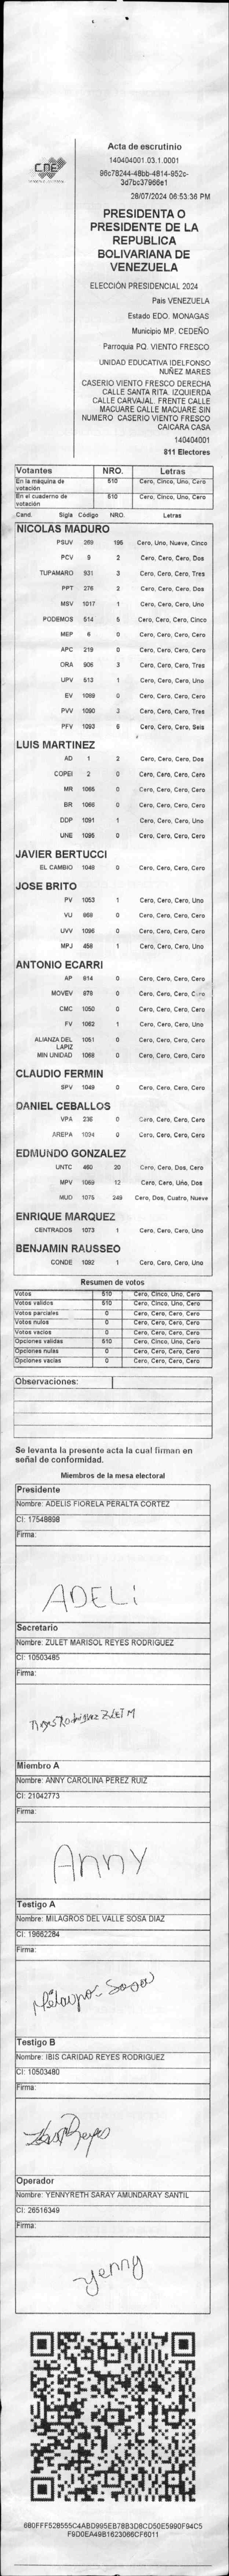 CNE
Acta de escrutinio
140404001.03.1.0001
28/07/2024 06:53:36 PM
PRESIDENTA O
PRESIDENTE DE LA
REPUBLICA
BOLIVARIANA DE
VENEZUELA
ELECCIÓN PRESIDENCIAL 2024
Pais VENEZUELA
Estado EDO. MONAGAS
Municipio MP. CEDEÑO
Parroquia PQ. VIENTO FRESCO
UNIDAD EDUCATIVA IDELFONSO
NUÑEZ MARES
CASERIO VIENTO FRESCO DERECHA
CALLE SANTA RITA. IZQUIERDA
CALLE CARVAJAL. FRENTE CALLE
MACUARE CALLE MACUARE SIN
NUMERO CASERIO VIENTO FRESCO
CAICARA CASA
140404001
811 Electores
Votantes NRO. Letras
En la máquina de votación 510 Cero, Cinco, Uno, Cero
En el cuaderno de votación 510 Cero, Cinco, Uno, Cero
Cand. Sigla Código NRO. Letras
NICOLAS MADURO
PSUV 269 195 Cero, Uno, Nueve, Cinco
PCV 9 2 Cero, Cero, Cero, Dos
TUPAMARO 931 3 Cero, Cero, Cero, Tres
PPT 276 2 Cero, Cero, Cero, Dos
MSV 1017 1 Cero, Cero, Cero, Uno
PODEMOS 514 5 Cero, Cero, Cero, Cinco
MEP 6 0 Cero, Cero, Cero, Cero
APC 219 0 Cero, Cero, Cero, Cero
ORA 906 3 Cero, Cero, Cero, Tres
UPV 513 1 Cero, Cero, Cero, Uno
EV 1089 0 Cero, Cero, Cero, Cero
PVV 1090 3 Cero, Cero, Cero, Tres
PFV 1093 6 Cero, Cero, Cero, Seis
LUIS MARTINEZ
AD 1 2 Cero, Cero, Cero, Dos
COPEI 2 0 Cero, Cero, Cero, Cero
MR 1065 0 Cero, Cero, Cero, Cero
BR 1066 0 Cero, Cero, Cero, Cero
DDP 1091 1 Cero, Cero, Cero, Uno
UNE 1095 0 Cero, Cero, Cero, Cero
JAVIER BERTUCCI
EL CAMBIO 1048 0 Cero, Cero, Cero, Cero
JOSE BRITO
PV 1053 1 Cero, Cero, Cero, Uno
VU 868 0 Cero, Cero, Cero, Cero
UVV 1096 0 Cero, Cero, Cero, Cero
MPJ 458 1 Cero, Cero, Cero, Uno
ANTONIO ECARRI
AP 814 0 Cero, Cero, Cero, Cero
MOVEV 978 0 Cero, Cero, Cero, Cero
CMC 1050 0 Cero, Cero, Cero, Cero
FV 1062 1 Cero, Cero, Cero, Uno
ALIANZA DEL LAPIZ 1051 0 Cero, Cero, Cero, Cero
MIN UNIDAD 1068 0 Cero, Cero, Cero, Cero
CLAUDIO FERMIN
SPV 1049 0 Cero, Cero, Cero, Cero
DANIEL CEBALLOS
VPA 236 0 Cero, Cero, Cero, Cero
AREPA 1094 0 Cero, Cero, Cero, Cero
EDMUNDO GONZALEZ
UNTC 460 20 Cero, Cero, Dos, Cero
MPV 1069 12 Cero, Cero, Uno, Dos
MUD 1075 249 Cero, Dos, Cuatro, Nueve
ENRIQUE MARQUEZ
CENTRADOS 1073 1 Cero, Cero, Cero, Uno
BENJAMIN RAUSSEO
CONDE 1092 1 Cero, Cero, Cero, Uno
Resumen de votos
Votos 510 Cero, Cinco, Uno, Cero
Votos validos 510 Cero, Cinco, Uno, Cero
Votos parciales 0 Cero, Cero, Cero, Cero
Votos nulos 0 Cero, Cero, Cero, Cero
Votos vacios 0 Cero, Cero, Cero, Cero
Opciones validas 510 Cero, Cinco, Uno, Cero
Opciones nulas 0 Cero, Cero, Cero, Cero
Opciones vacias 0 Cero, Cero, Cero, Cero
Observaciones:
Se levanta la presente acta la cual firman en
señal de conformidad.
Miembros de la mesa electoral
Presidente
Nombre: ADELIS FIORELA PERALTA CORTEZ
CI: 17548898
Firma:
ADELi
Secretario
Nombre: ZULET MARISOL REYES RODRIGUEZ
CI: 10503485
Firma:
Reyes Rodriguez ZuLET M
Miembro A
Nombre: ANNY CAROLINA PEREZ RUIZ
CI: 21042773
Firma:
Anny
Testigo A
Nombre: MILAGROS DEL VALLE SOSA DIAZ
CI: 19662284
Firma:
Milagros Sosa
Testigo B
Nombre: IBIS CARIDAD REYES RODRIGUEZ
CI: 10503480
Firma:
Ibis Reyes
Operador
Nombre: YENNYRETH SARAY AMUNDARAY SANTIL
CI: 26516349
Firma:
yenny